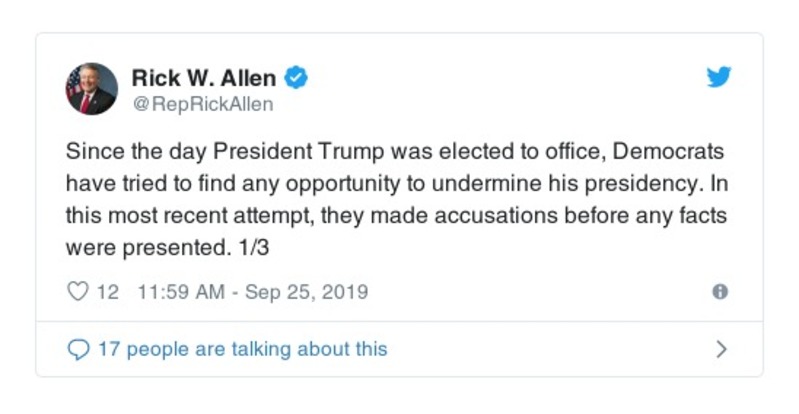 Rick W. Allen
@RepRickAllen
Since the day President Trump was elected to office, Democrats
have tried to find any opportunity to undermine his presidency. In
this most recent attempt, they made accusations before any facts
were presented. 1/3
12 11:59 AM - Sep 25, 2019
17 people are talking about this